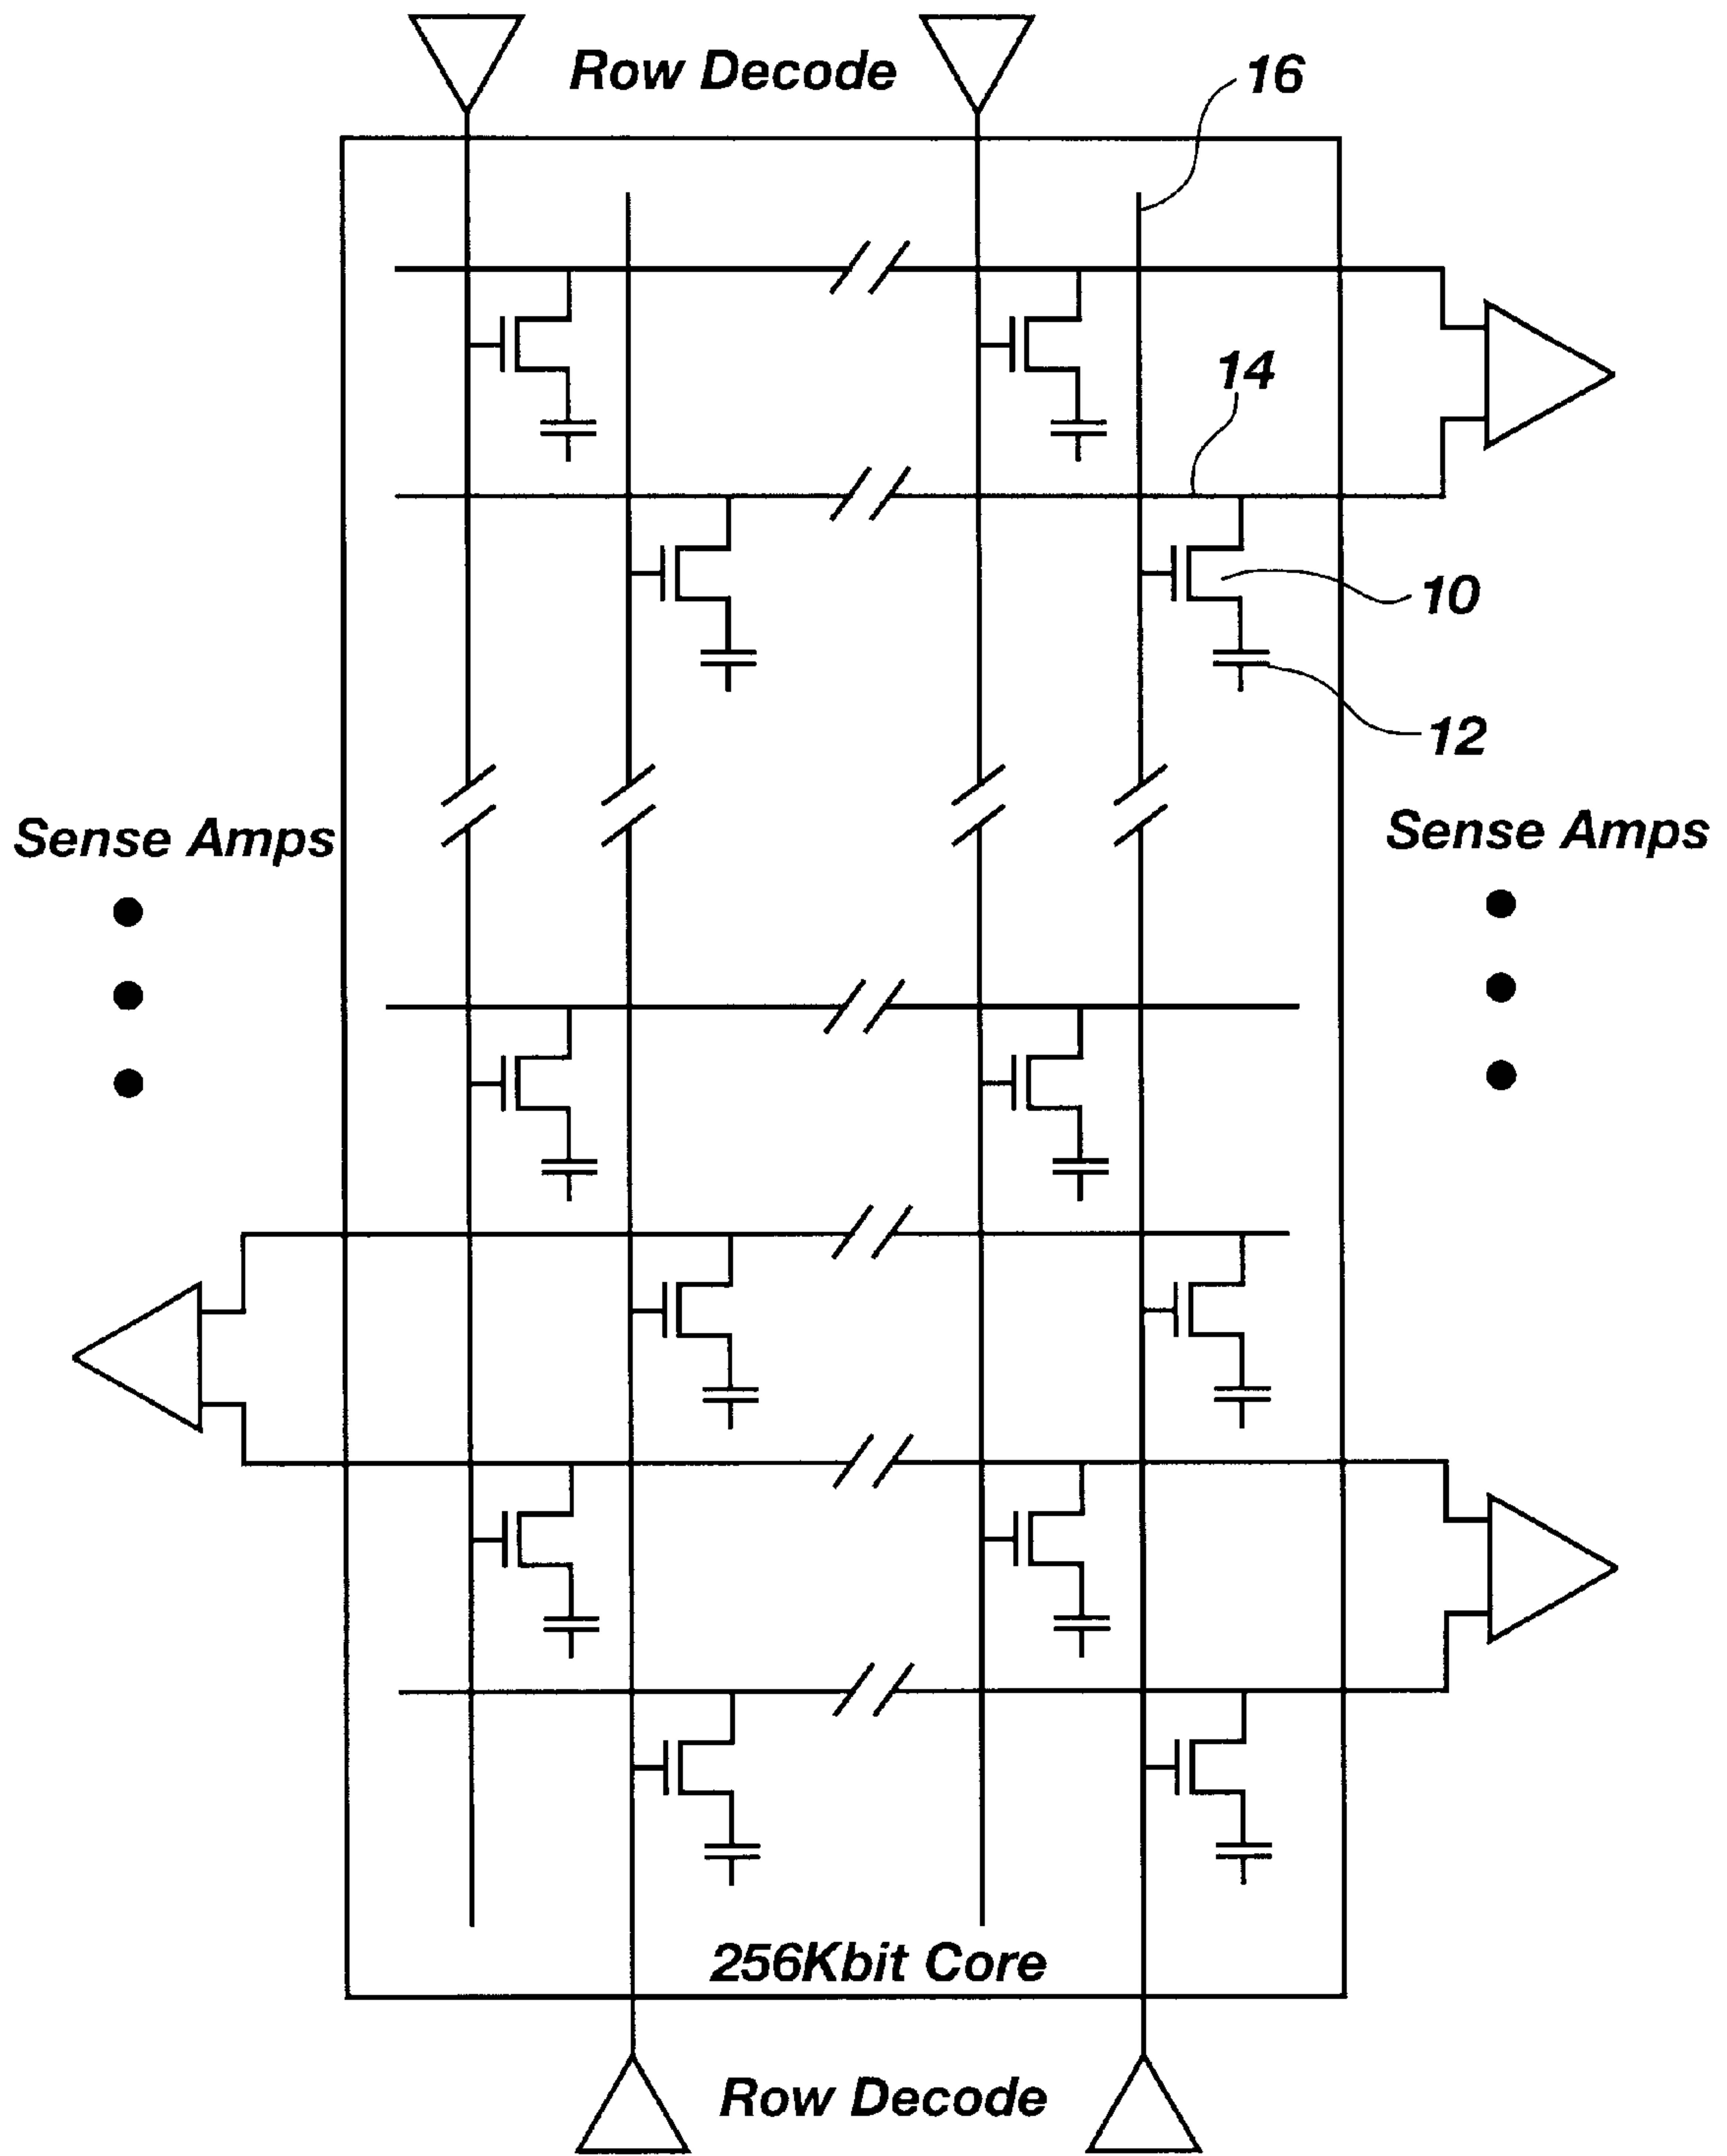 Row Decode
16
14
10
12
Sense Amps
Sense Amps
256Kbit Core
Row Decode